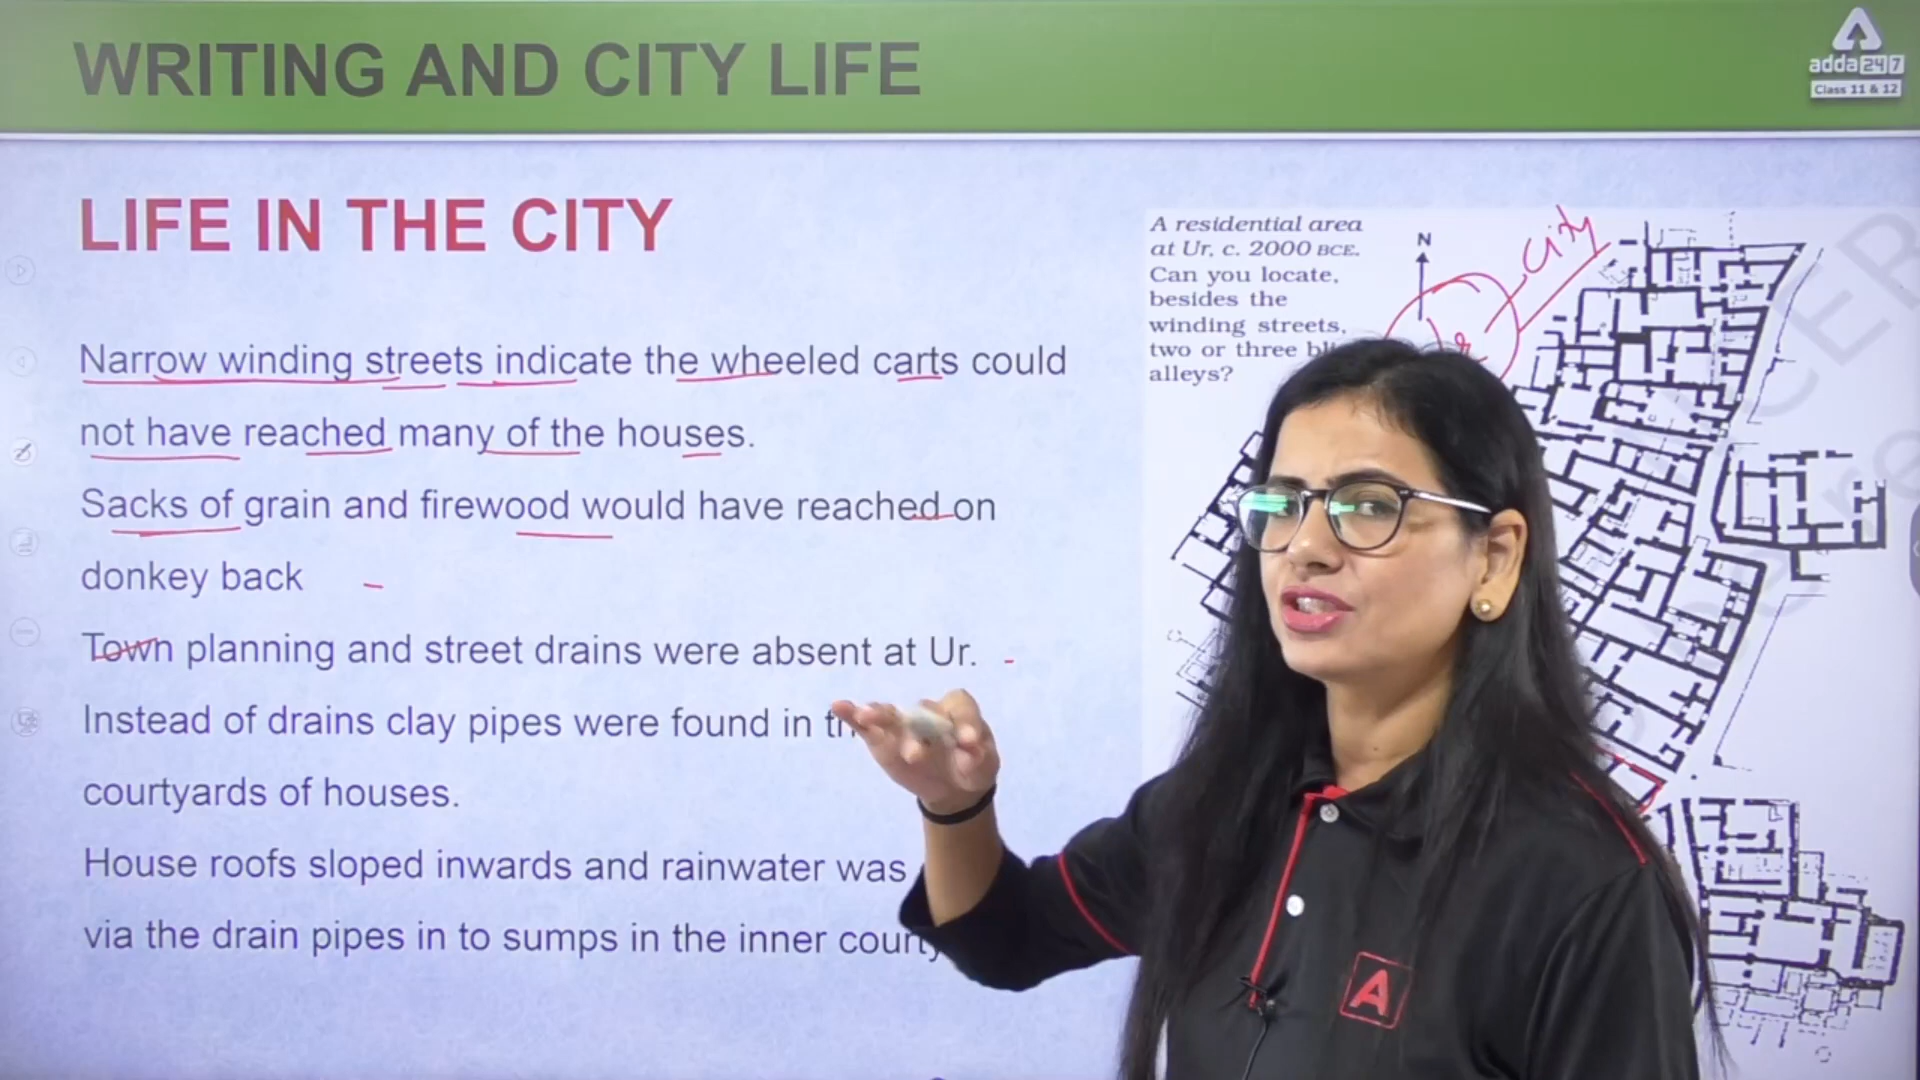 WRITING AND CITY LIFE
adda247
Class 11 & 12
LIFE IN THE CITY
Narrow winding streets indicate the wheeled carts could
not have reached many of the houses.
Sacks of grain and firewood would have reached on
donkey back
Town planning and street drains were absent at Ur.
Instead of drains clay pipes were found in
courtyards of houses.
House roofs sloped inwards and rainwater was
via the drain pipes in to sumps in the inner
A residential area
at Ur, c. 2000 BCE.
Can you locate,
besides the
winding streets,
two or three
alleys?
N
City
A